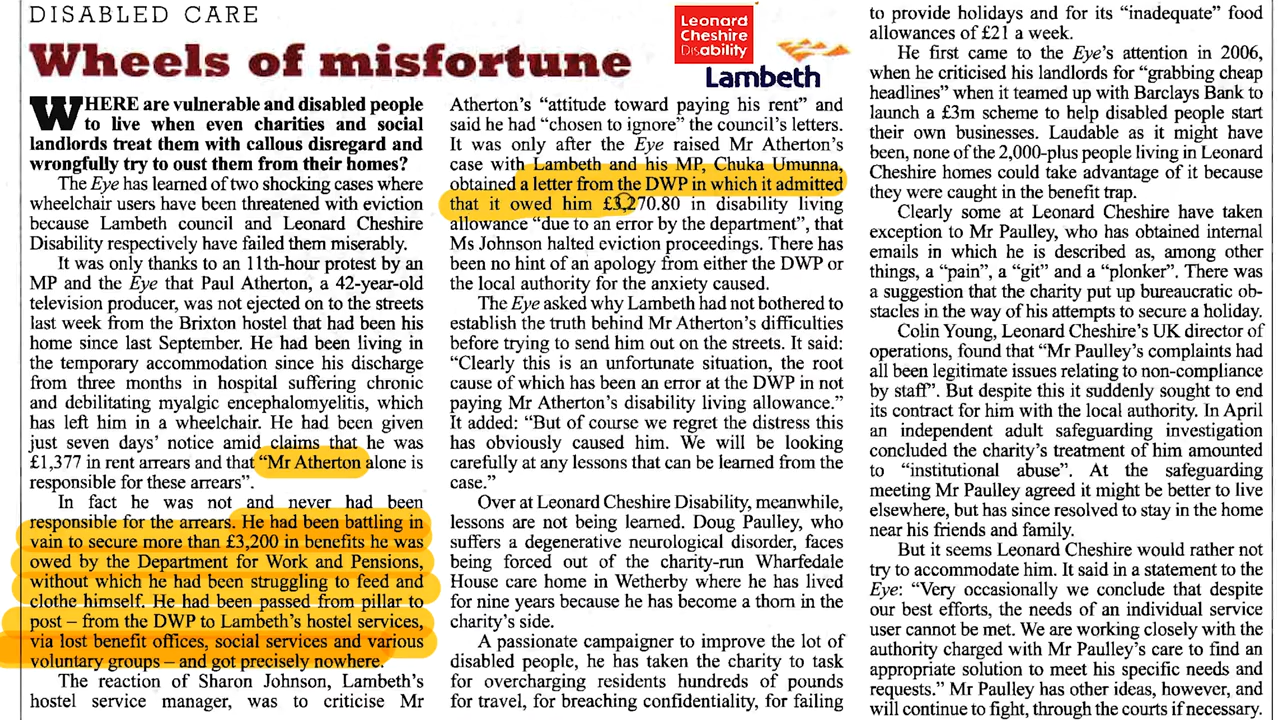 DISABLED CARE
Wheels of misfortune
Leonard
Cheshire
Disability
Lambeth
WHERE are vulnerable and disabled people
to live when even charities and social
landlords treat them with callous disregard and
wrongfully try to oust them from their homes?
The Eye has learned of two shocking cases where
wheelchair users have been threatened with eviction
because Lambeth council and Leonard Cheshire
Disability respectively have failed them miserably.
It was only thanks to an 11th-hour protest by an
MP and the Eye that Paul Atherton, a 42-year-old
television producer, was not ejected on to the streets
last week from the Brixton hostel that had been his
home since last September. He had been living in
the temporary accommodation since his discharge
from three months in hospital suffering chronic
and debilitating myalgic encephalomyelitis, which
has left him in a wheelchair. He had been given
just seven days’ notice amid claims that he was
£1,377 in rent arrears and that “Mr Atherton alone is
responsible for these arrears”.
In fact he was not and never had been
responsible for the arrears. He had been battling in
vain to secure more than £3,200 in benefits he was
owed by the Department for Work and Pensions,
without which he had been struggling to feed and
clothe himself. He had been passed from pillar to
post – from the DWP to Lambeth’s hostel services,
via lost benefit offices, social services and various
voluntary groups – and got precisely nowhere.
The reaction of Sharon Johnson, Lambeth’s
hostel service manager, was to criticise Mr
Atherton’s “attitude toward paying his rent” and
said he had “chosen to ignore” the council’s letters.
It was only after the Eye raised Mr Atherton’s
case with Lambeth and his MP, Chuka Umunna,
obtained a letter from the DWP in which it admitted
that it owed him £3,270.80 in disability living
allowance “due to an error by the department”, that
Ms Johnson halted eviction proceedings. There has
been no hint of an apology from either the DWP or
the local authority for the anxiety caused.
The Eye asked why Lambeth had not bothered to
establish the truth behind Mr Atherton’s difficulties
before trying to send him out on the streets. It said:
“Clearly this is an unfortunate situation, the root
cause of which has been an error at the DWP in not
paying Mr Atherton’s disability living allowance.”
It added: “But of course we regret the distress this
has obviously caused him. We will be looking
carefully at any lessons that can be learned from the
case.”
Over at Leonard Cheshire Disability, meanwhile,
lessons are not being learned. Doug Paulley, who
suffers a degenerative neurological disorder, faces
being forced out of the charity-run Wharfedale
House care home in Wetherby where he has lived
for nine years because he has become a thorn in the
charity’s side.
A passionate campaigner to improve the lot of
disabled people, he has taken the charity to task
for overcharging residents hundreds of pounds
for travel, for breaching confidentiality, for failing
to provide holidays and for its “inadequate” food
allowances of £21 a week.
He first came to the Eye’s attention in 2006,
when he criticised his landlords for “grabbing cheap
headlines” when it teamed up with Barclays Bank to
launch a £3m scheme to help disabled people start
their own businesses. Laudable as it might have
been, none of the 2,000-plus people living in Leonard
Cheshire homes could take advantage of it because
they were caught in the benefit trap.
Clearly some at Leonard Cheshire have taken
exception to Mr Paulley, who has obtained internal
emails in which he is described as, among other
things, a “pain”, a “git” and a “plonker”. There was
a suggestion that the charity put up bureaucratic ob-
stacles in the way of his attempts to secure a holiday.
Colin Young, Leonard Cheshire’s UK director of
operations, found that “Mr Paulley’s complaints had
all been legitimate issues relating to non-compliance
by staff”. But despite this it suddenly sought to end
its contract for him with the local authority. In April
an independent adult safeguarding investigation
concluded the charity’s treatment of him amounted
to “institutional abuse”. At the safeguarding
meeting Mr Paulley agreed it might be better to live
elsewhere, but has since resolved to stay in the home
near his friends and family.
But it seems Leonard Cheshire would rather not
try to accommodate him. It said in a statement to the
Eye: “Very occasionally we conclude that despite
our best efforts, the needs of an individual service
user cannot be met. We are working closely with the
authority charged with Mr Paulley’s care to find an
appropriate solution to meet his specific needs and
requests.” Mr Paulley has other ideas, however, and
will continue to fight, through the courts if necessary.